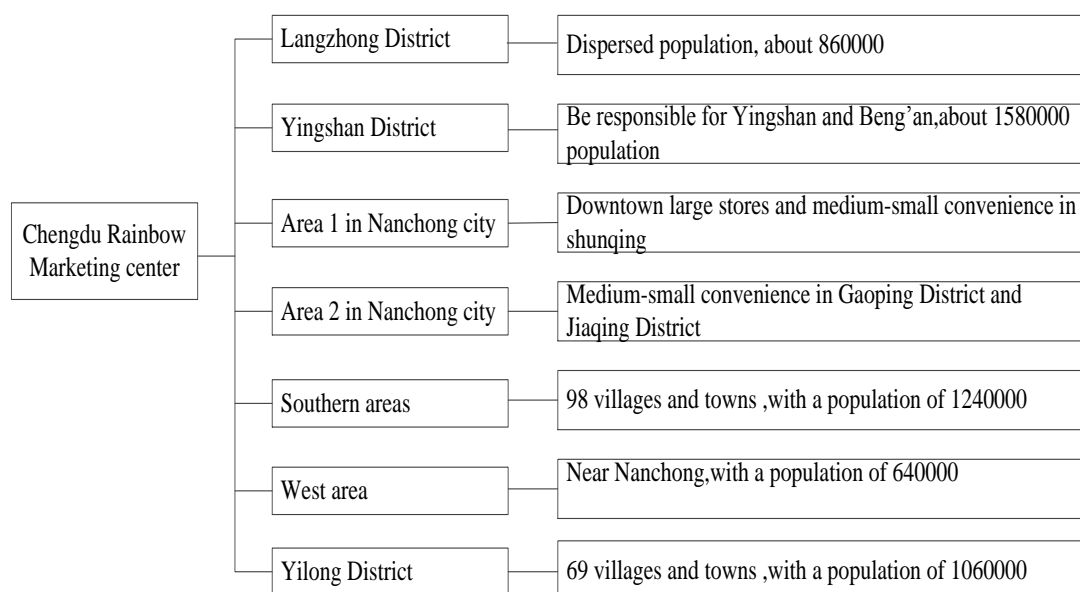 Langzhong District
Dispersed population, about 860000
Yingshan District
Be responsible for Yingshan and Beng’an,about 1580000
population
Chengdu Rainbow
Marketing center
Area 1 in Nanchong city
Downtown large stores and medium-small convenience in
shunqing
Area 2 in Nanchong city
Medium-small convenience in Gaoping District and
Jiaqing District
Southern areas
98 villages and towns ,with a population of 1240000
West area
Near Nanchong,with a population of 640000
Yilong District
69 villages and towns ,with a population of 1060000